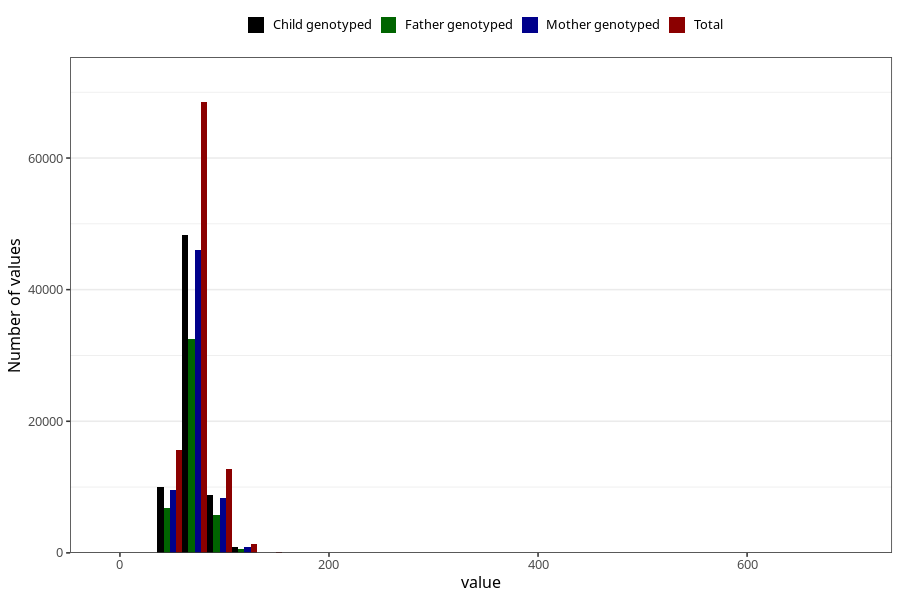 Child genotyped Father genotyped Mother genotyped Total
Number of values
60000
40000
20000
0
0 200 400 600
value